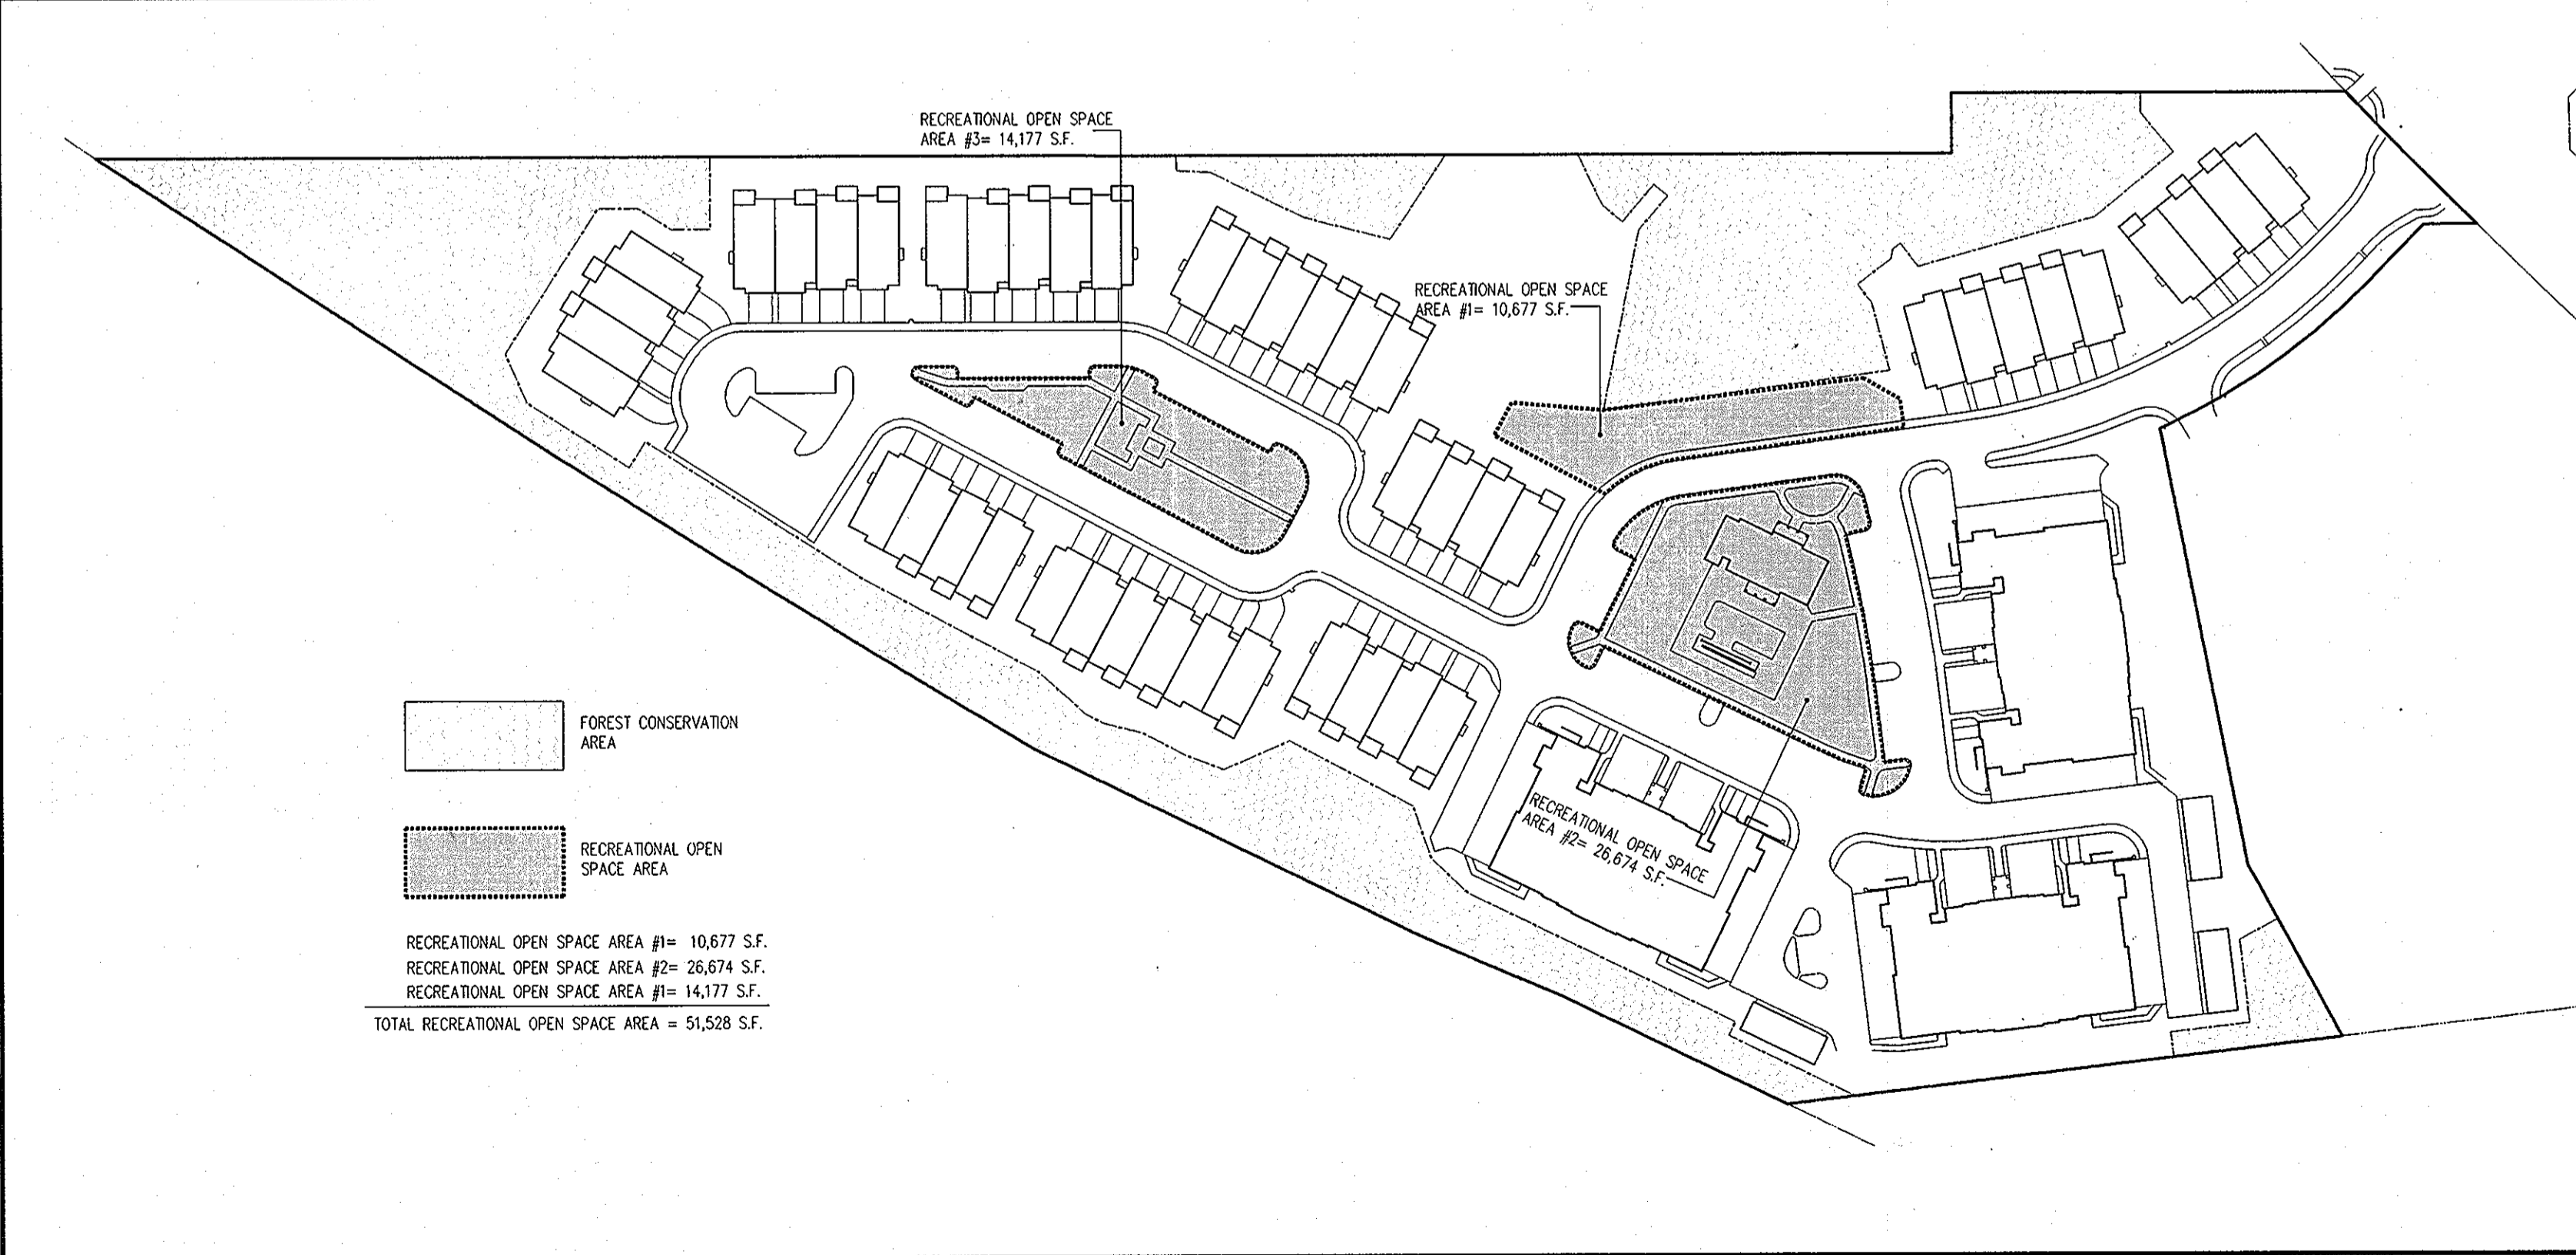 RECREATIONAL OPEN SPACE
AREA #3= 14,177 S.F.
RECREATIONAL OPEN SPACE
AREA #1= 10,677 S.F.
RECREATIONAL OPEN SPACE
AREA #2= 26,674 S.F.
FOREST CONSERVATION
AREA
RECREATIONAL OPEN
SPACE AREA
RECREATIONAL OPEN SPACE AREA #1= 10,677 S.F.
RECREATIONAL OPEN SPACE AREA #2= 26,674 S.F.
RECREATIONAL OPEN SPACE AREA #1= 14,177 S.F.
TOTAL RECREATIONAL OPEN SPACE AREA = 51,528 S.F.